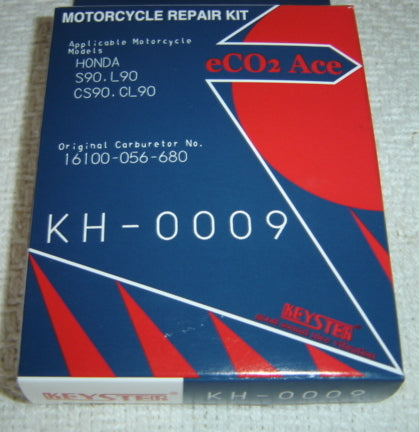 MOTORCYCLE REPAIR KIT
Applicable Motorcycle
Models
HONDA
S90.L90
CS90.CL90
eCO2 Ace
Original Carburetor No.
16100-056-680
KH-0009
KEYSTER®
KEYSTER®
KH-0009